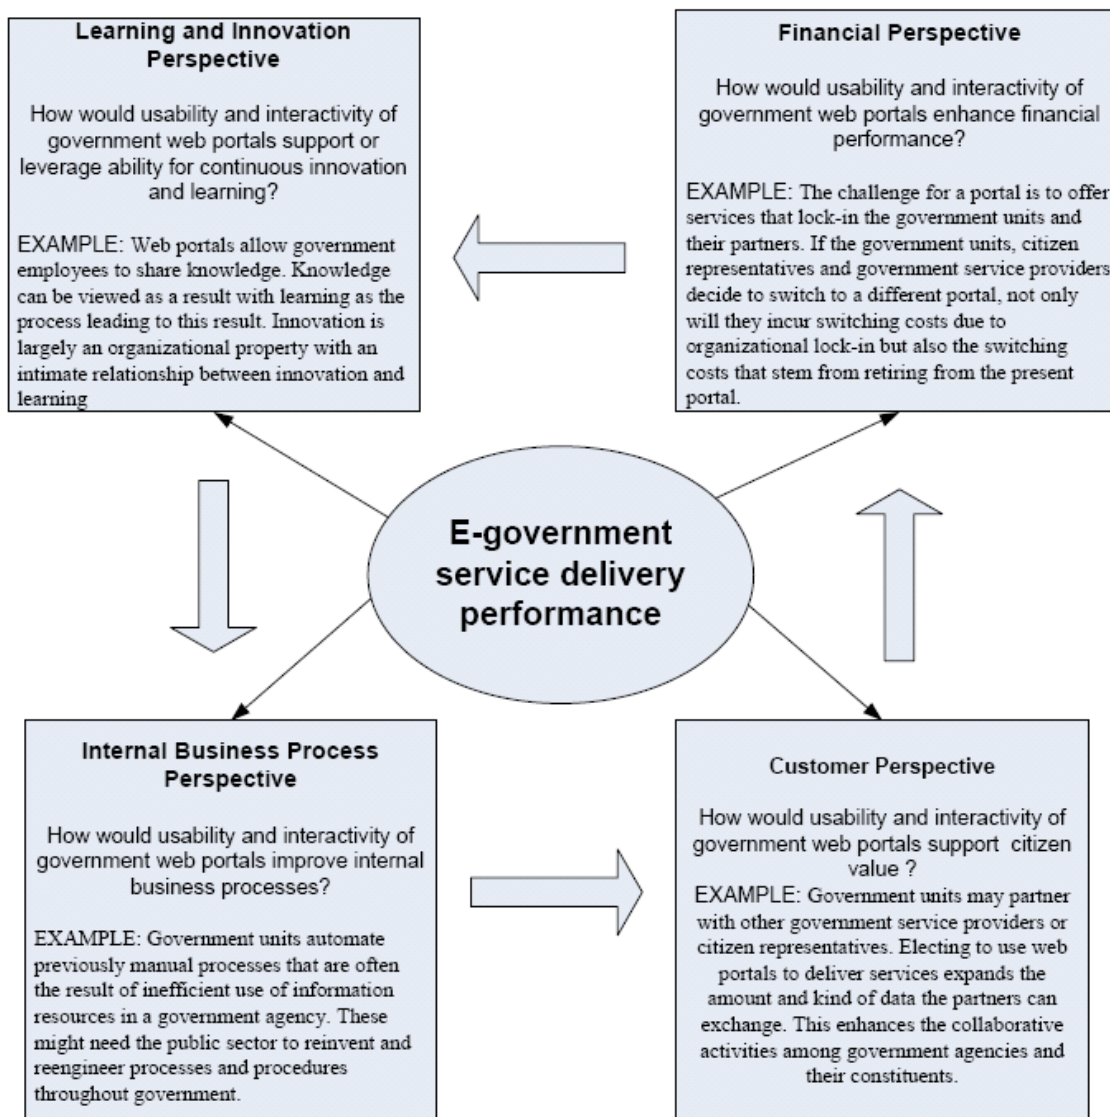 Learning and Innovation
Perspective
How would usability and interactivity of
government web portals support or
leverage ability for continuous innovation
and learning?
EXAMPLE: Web portals allow government
employees to share knowledge. Knowledge
can be viewed as a result with learning as the
process leading to this result. Innovation is
largely an organizational property with an
intimate relationship between innovation and
learning
Financial Perspective
How would usability and interactivity of
government web portals enhance financial
performance?
EXAMPLE: The challenge for a portal is to offer
services that lock-in the government units and
their partners. If the government units, citizen
representatives and government service providers
decide to switch to a different portal, not only
will they incur switching costs due to
organizational lock-in but also the switching
costs that stem from retiring from the present
portal.
E-government
service delivery
performance
Internal Business Process
Perspective
How would usability and interactivity of
government web portals improve internal
business processes?
EXAMPLE: Government units automate
previously manual processes that are often
the result of inefficient use of information
resources in a government agency. These
might need the public sector to reinvent and
reengineer processes and procedures
throughout government.
Customer Perspective
How would usability and interactivity of
government web portals support citizen
value ?
EXAMPLE: Government units may partner
with other government service providers or
citizen representatives. Electing to use web
portals to deliver services expands the
amount and kind of data the partners can
exchange. This enhances the collaborative
activities among government agencies and
their constituents.